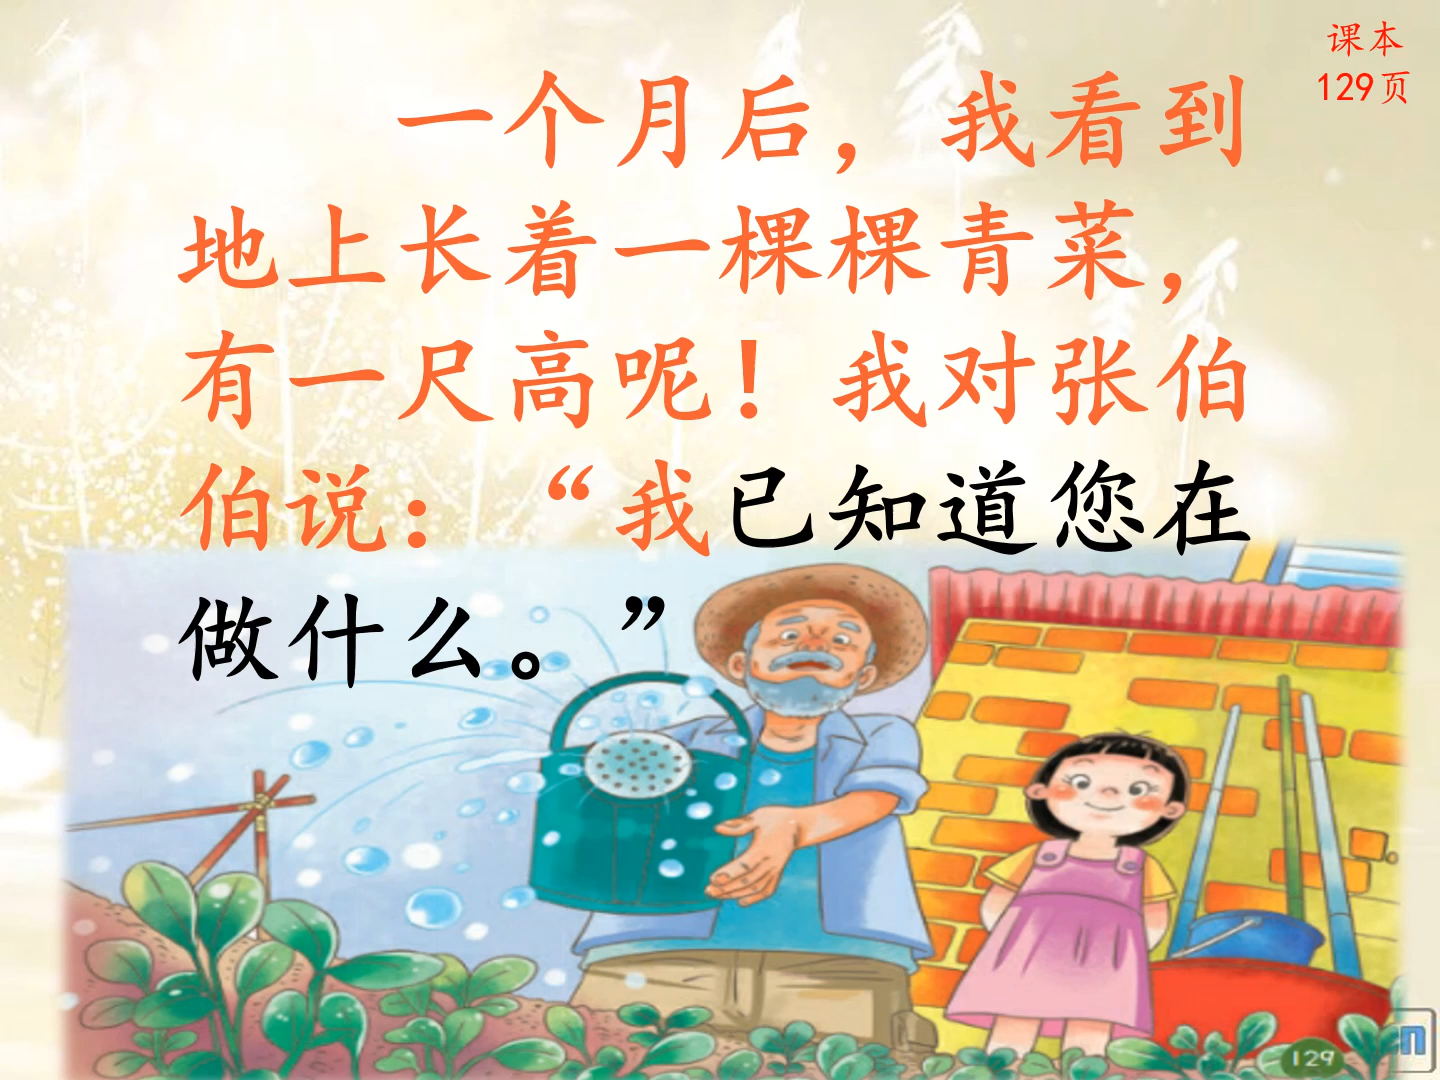 课本
129页
一个月后，我看到
地上长着一棵棵青菜，
有一尺高呢！我对张伯
伯说：“我已知道您在
做什么。”
129
n